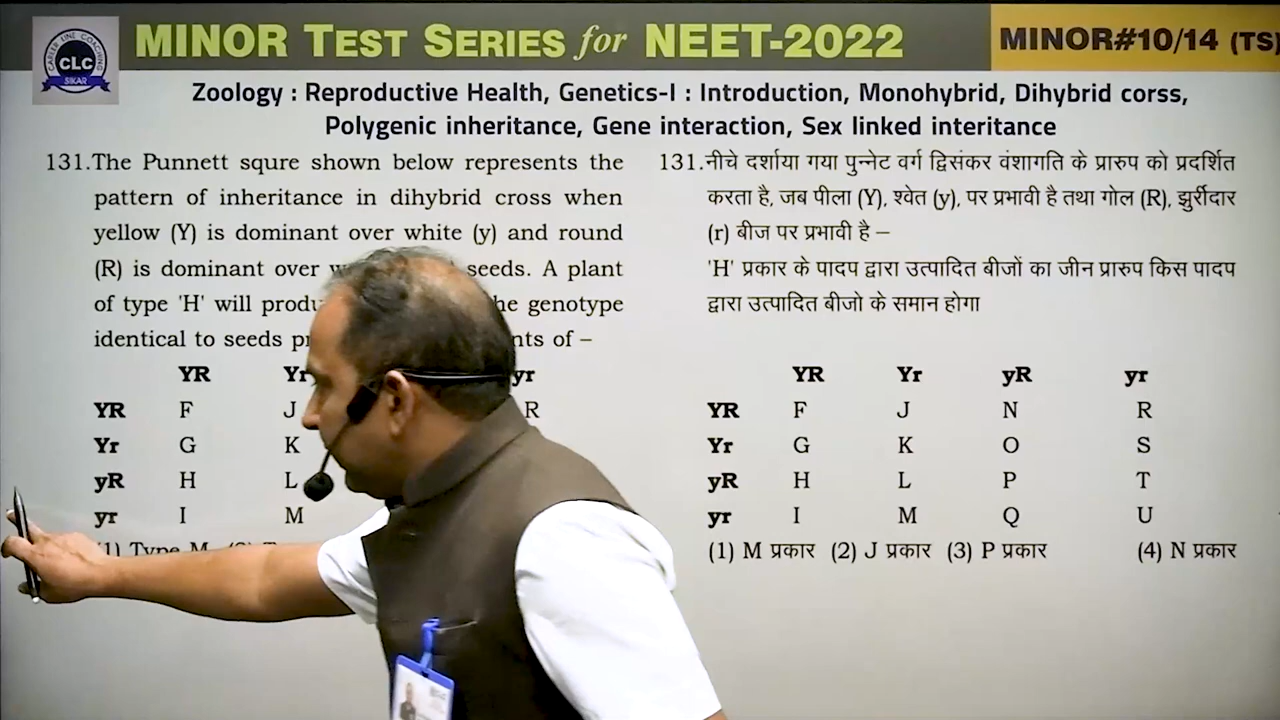 CAREER LINE COACHING
CLC
SIKAR
MINOR TEST SERIES for NEET-2022
MINOR#10/14 (TS)
Zoology : Reproductive Health, Genetics-I : Introduction, Monohybrid, Dihybrid corss,
Polygenic inheritance, Gene interaction, Sex linked interitance
131.The Punnett squre shown below represents the
pattern of inheritance in dihybrid cross when
yellow (Y) is dominant over white (y) and round
(R) is dominant over seeds. A plant
of type 'H' will genotype
identical to seeds of –
YR Yr yr
YR F J R
Yr G K
yR H L
yr I M
(1) Type M
131.नीचे दर्शाया गया पुन्नेट वर्ग द्विसंकर वंशागति के प्रारुप को प्रदर्शित
करता है, जब पीला (Y), श्वेत (y), पर प्रभावी है तथा गोल (R), झुर्रीदार
(r) बीज पर प्रभावी है –
'H' प्रकार के पादप द्वारा उत्पादित बीजों का जीन प्रारुप किस पादप
द्वारा उत्पादित बीजो के समान होगा
YR Yr yR yr
YR F J N R
Yr G K O S
yR H L P T
yr I M Q U
(1) M प्रकार (2) J प्रकार (3) P प्रकार (4) N प्रकार